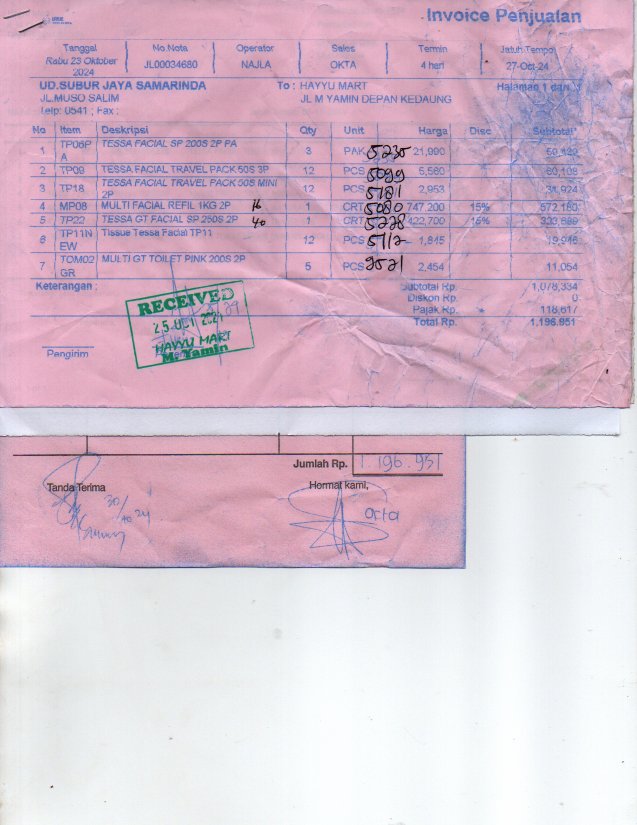 Invoice Penjualan
Tanggal No.Nota Operator Sales Termin Jatuh Tempo
Rabu 23 Oktober 2024 JL00034680 NAJLA OKTA 4 hari 27-Oct-24
UD.SUBUR JAYA SAMARINDA To : HAYYU MART Halaman 1 dari
JL.MUSO SALIM JL M YAMIN DEPAN KEDAUNG
Telp: 0541 ; Fax :
No Item Deskripsi Qty Unit Harga Disc Subtotal
1 TP06PA TESSA FACIAL SP 200S 2P PA 3 PAK 5235 21,990
2 TP09 TESSA FACIAL TRAVEL PACK 50S 3P 12 PCS 5099 5,560 60,108
3 TP18 TESSA FACIAL TRAVEL PACK 50S MINI 2P 12 PCS 5181 2,953
4 MP08 MULTI FACIAL REFIL 1KG 2P 16 1 CRT 5080 747,200 15% 572,180
5 TP22 TESSA GT FACIAL SP 250S 2P 40 1 CRT 5228 422,700 15%
6 TP11NEW Tissue Tessa Facial TP11 12 PCS 5112 1,845 19,946
7 TOM02GR MULTI GT TOILET PINK 200S 2P 5 PCS 9521 2,454 11,054
Keterangan : Subtotal Rp. 1,078,334
Diskon Rp. 0
Pajak Rp. 118,617
Total Rp. 1,196,951
RECEIVED
25 OCT 2024
HAYYU MART
M. Yamin
Pengirim
Jumlah Rp. 1 196.951
Tanda Terima Hormat kami,
30/10 24
Okta